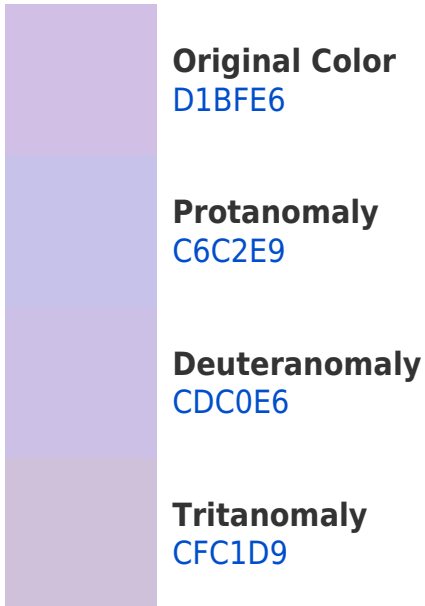 Original Color
D1BFE6
Protanomaly
C6C2E9
Deuteranomaly
CDC0E6
Tritanomaly
CFC1D9